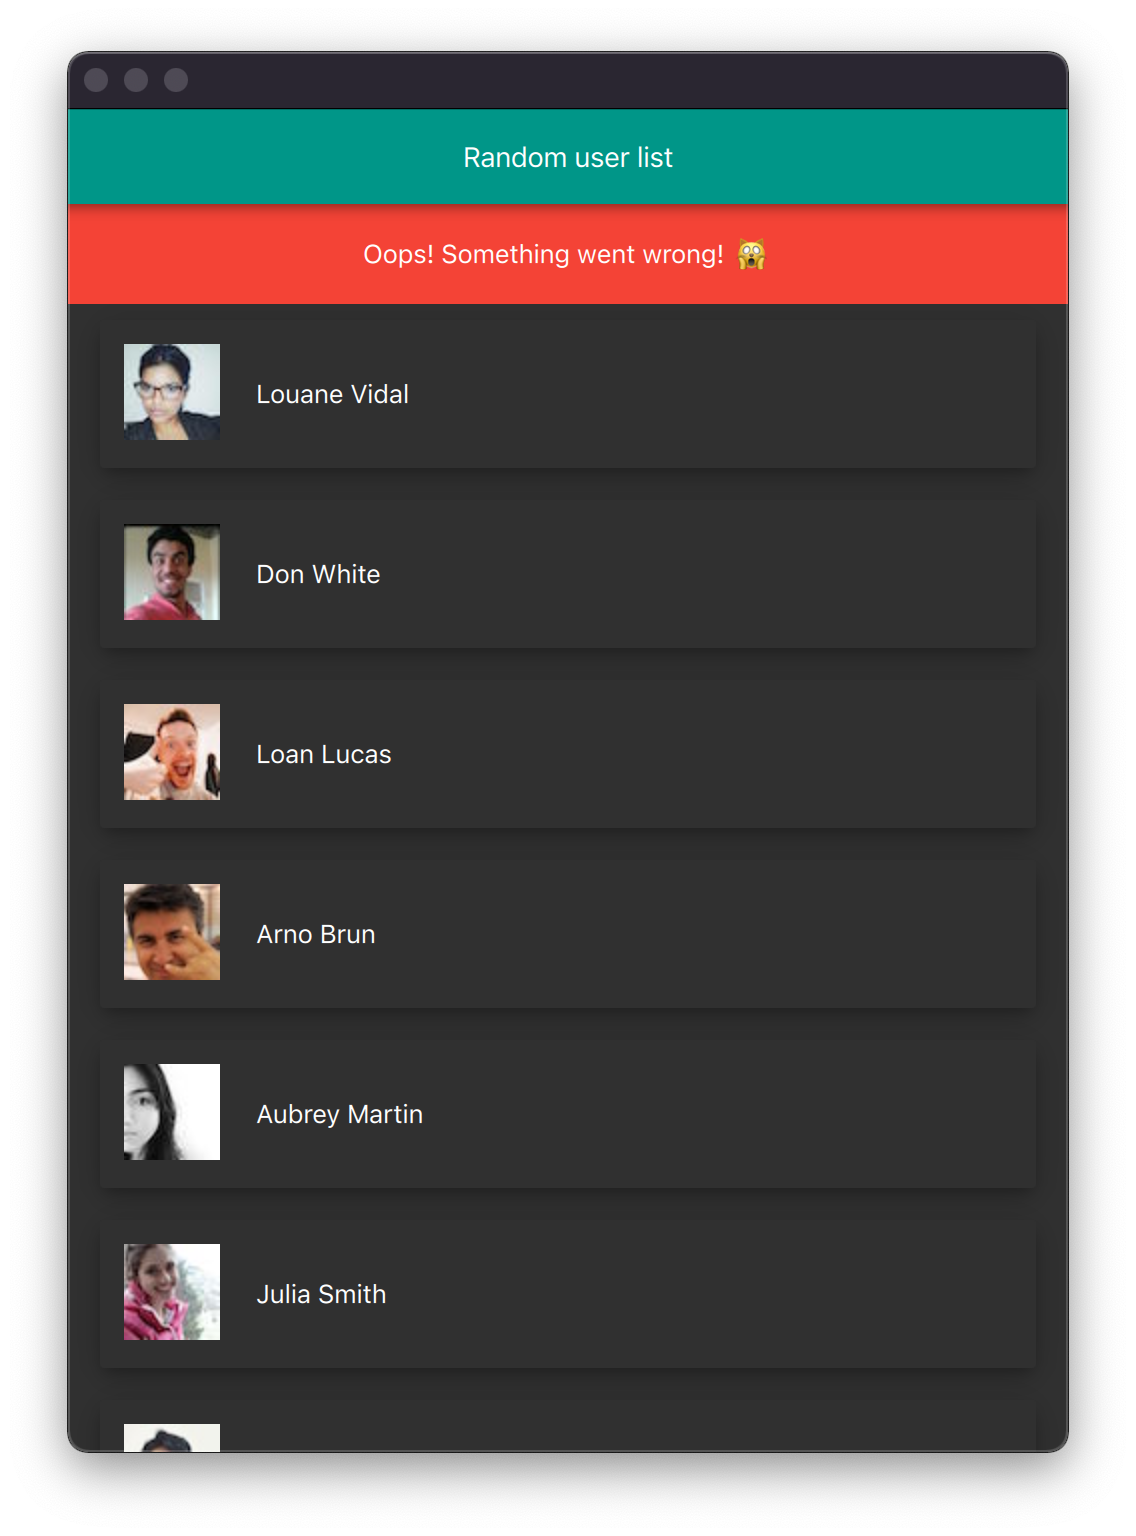 Random user list
Oops! Something went wrong! 🙀
Louane Vidal
Don White
Loan Lucas
Arno Brun
Aubrey Martin
Julia Smith